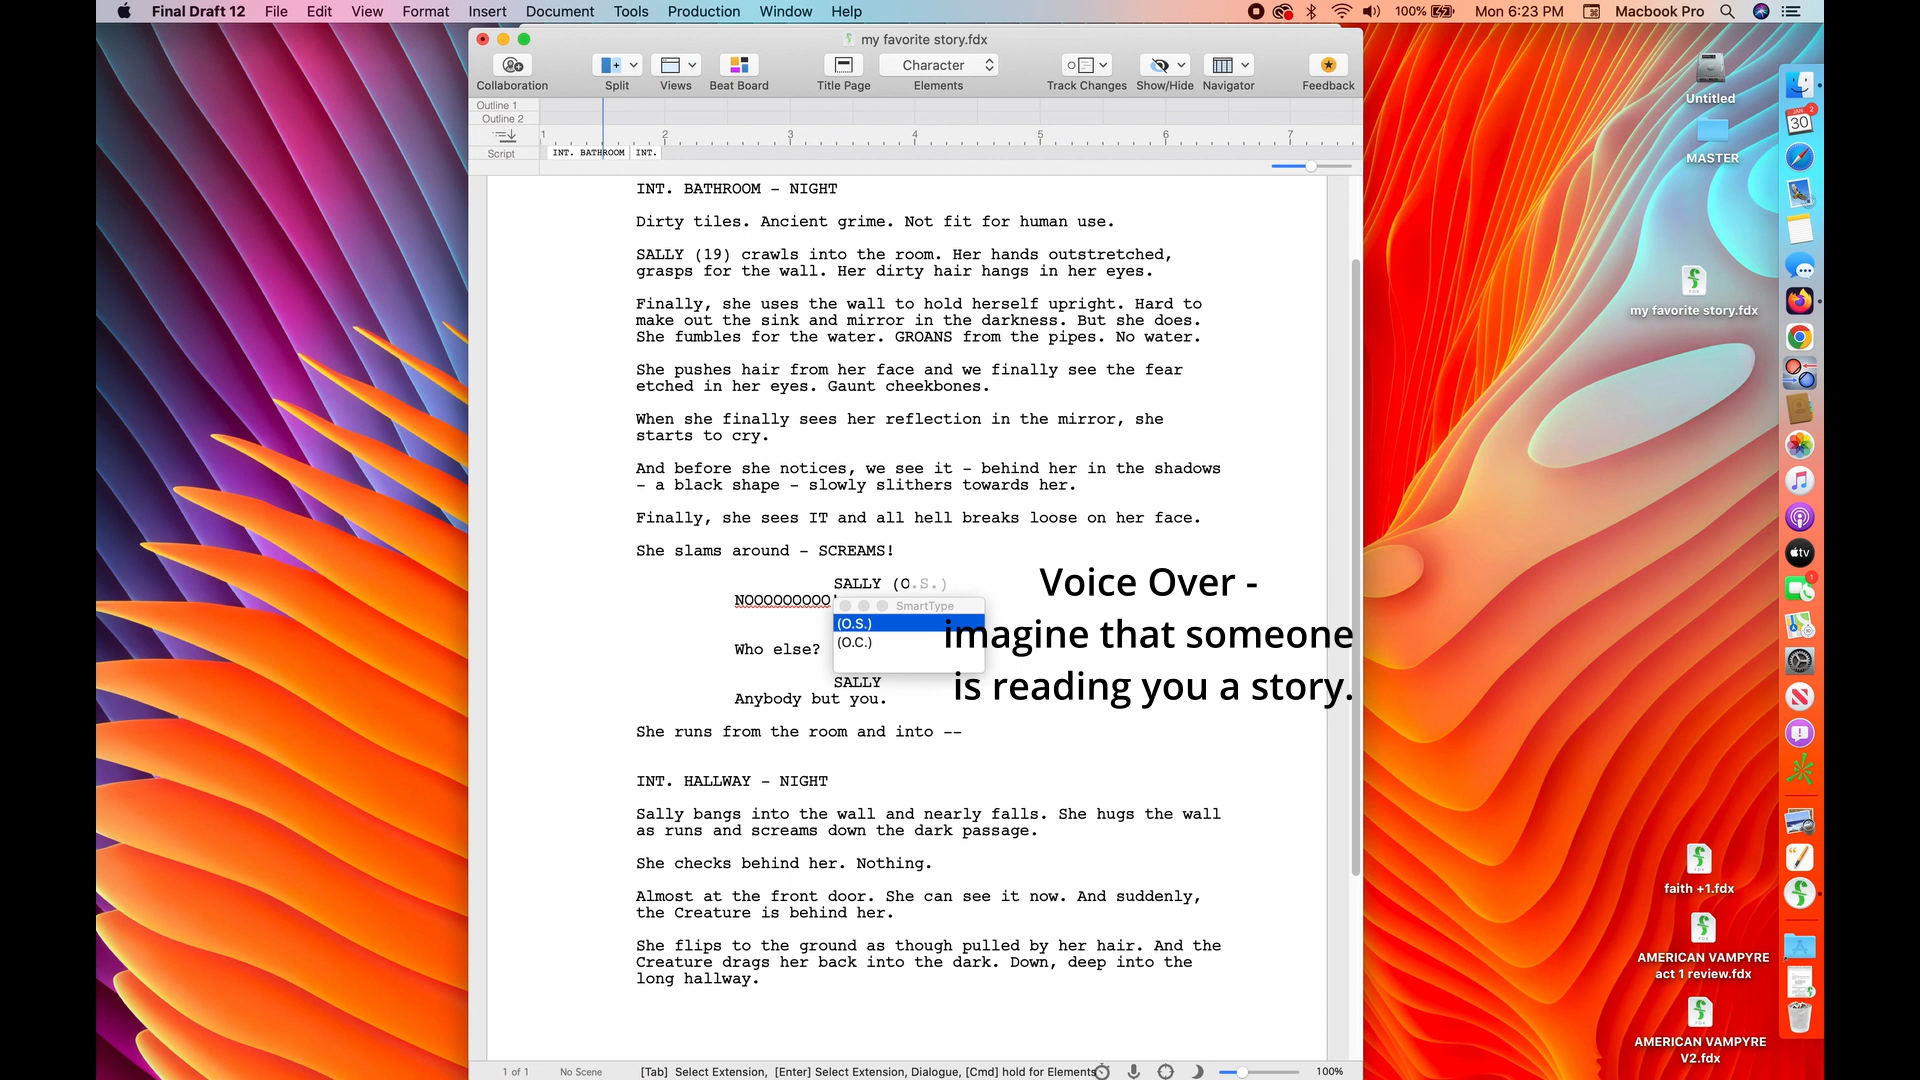 Final Draft 12 File Edit View Format Insert Document Tools Production Window Help
100% Mon 6:23 PM Macbook Pro
my favorite story.fdx
Character
Collaboration Split Views Beat Board Title Page Elements Track Changes Show/Hide Navigator Feedback
Outline 1
Outline 2
1 2 3 4 5 6 7
Script INT. BATHROOM INT.
INT. BATHROOM - NIGHT
Dirty tiles. Ancient grime. Not fit for human use.
SALLY (19) crawls into the room. Her hands outstretched,
grasps for the wall. Her dirty hair hangs in her eyes.
Finally, she uses the wall to hold herself upright. Hard to
make out the sink and mirror in the darkness. But she does.
She fumbles for the water. GROANS from the pipes. No water.
She pushes hair from her face and we finally see the fear
etched in her eyes. Gaunt cheekbones.
When she finally sees her reflection in the mirror, she
starts to cry.
And before she notices, we see it - behind her in the shadows
- a black shape - slowly slithers towards her.
Finally, she sees IT and all hell breaks loose on her face.
She slams around - SCREAMS!
SALLY (O.S.)
NOOOOOOOOO
SmartType
(O.S.)
(O.C.)
Who else?
SALLY
Anybody but you.
She runs from the room and into --
INT. HALLWAY - NIGHT
Sally bangs into the wall and nearly falls. She hugs the wall
as runs and screams down the dark passage.
She checks behind her. Nothing.
Almost at the front door. She can see it now. And suddenly,
the Creature is behind her.
She flips to the ground as though pulled by her hair. And the
Creature drags her back into the dark. Down, deep into the
long hallway.
Voice Over -
imagine that someone
is reading you a story.
1 of 1 No Scene [Tab] Select Extension, [Enter] Select Extension, Dialogue, [Cmd] hold for Elements 100%
Untitled
MASTER
my favorite story.fdx
faith +1.fdx
AMERICAN VAMPYRE
act 1 review.fdx
AMERICAN VAMPYRE
V2.fdx
JAN
30
2
tv
1